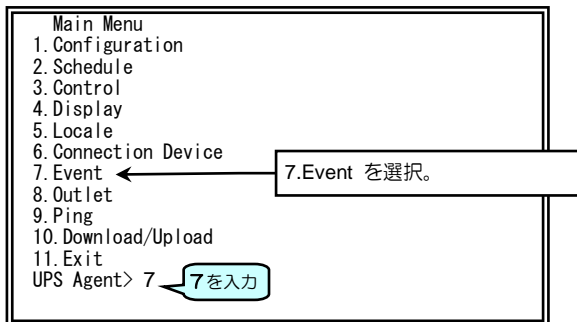 Main Menu
1.Configuration
2.Schedule
3.Control
4.Display
5.Locale
6.Connection Device
7.Event
7.Event を選択。
8.Outlet
9.Ping
10.Download/Upload
11.Exit
UPS Agent> 7
７を入力